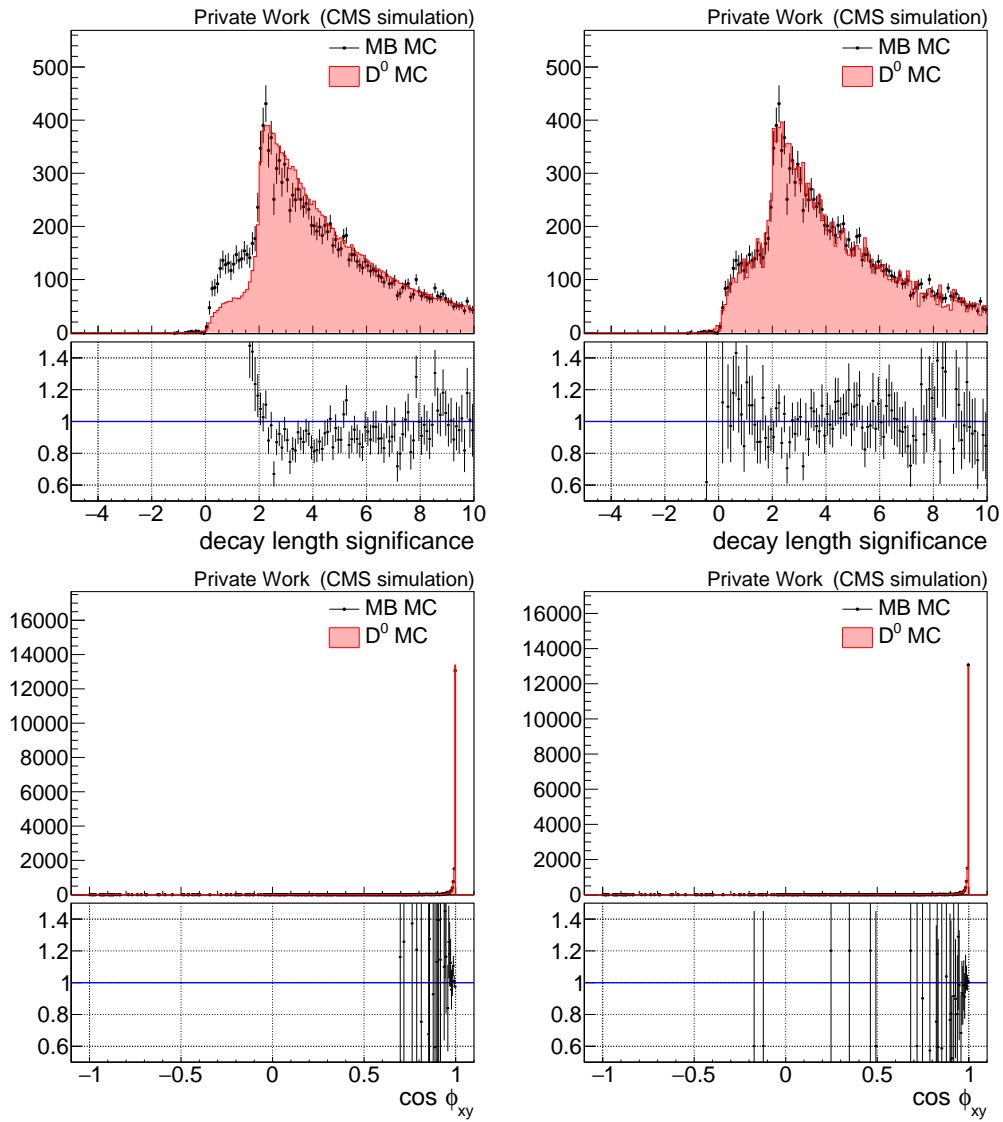 Private Work (CMS simulation)
MB MC
D⁰ MC
500
400
300
200
100
0
1.4
1.2
1
0.8
0.6
−4 −2 0 2 4 6 8 10
decay length significance
Private Work (CMS simulation)
MB MC
D⁰ MC
500
400
300
200
100
0
1.4
1.2
1
0.8
0.6
−4 −2 0 2 4 6 8 10
decay length significance
Private Work (CMS simulation)
MB MC
D⁰ MC
16000
14000
12000
10000
8000
6000
4000
2000
0
1.4
1.2
1
0.8
0.6
−1 −0.5 0 0.5 1
cos ϕxy
Private Work (CMS simulation)
MB MC
D⁰ MC
16000
14000
12000
10000
8000
6000
4000
2000
0
1.4
1.2
1
0.8
0.6
−1 −0.5 0 0.5 1
cos ϕxy